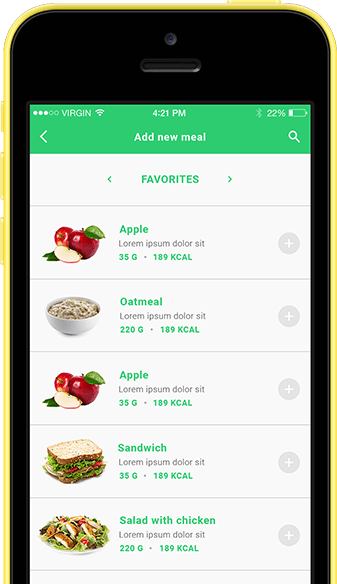 VIRGIN 4:21 PM 22%
Add new meal
FAVORITES
Apple
Lorem ipsum dolor sit
35 G • 189 KCAL
Oatmeal
Lorem ipsum dolor sit
220 G • 189 KCAL
Apple
Lorem ipsum dolor sit
35 G • 189 KCAL
Sandwich
Lorem ipsum dolor sit
35 G • 189 KCAL
Salad with chicken
Lorem ipsum dolor sit
220 G • 189 KCAL